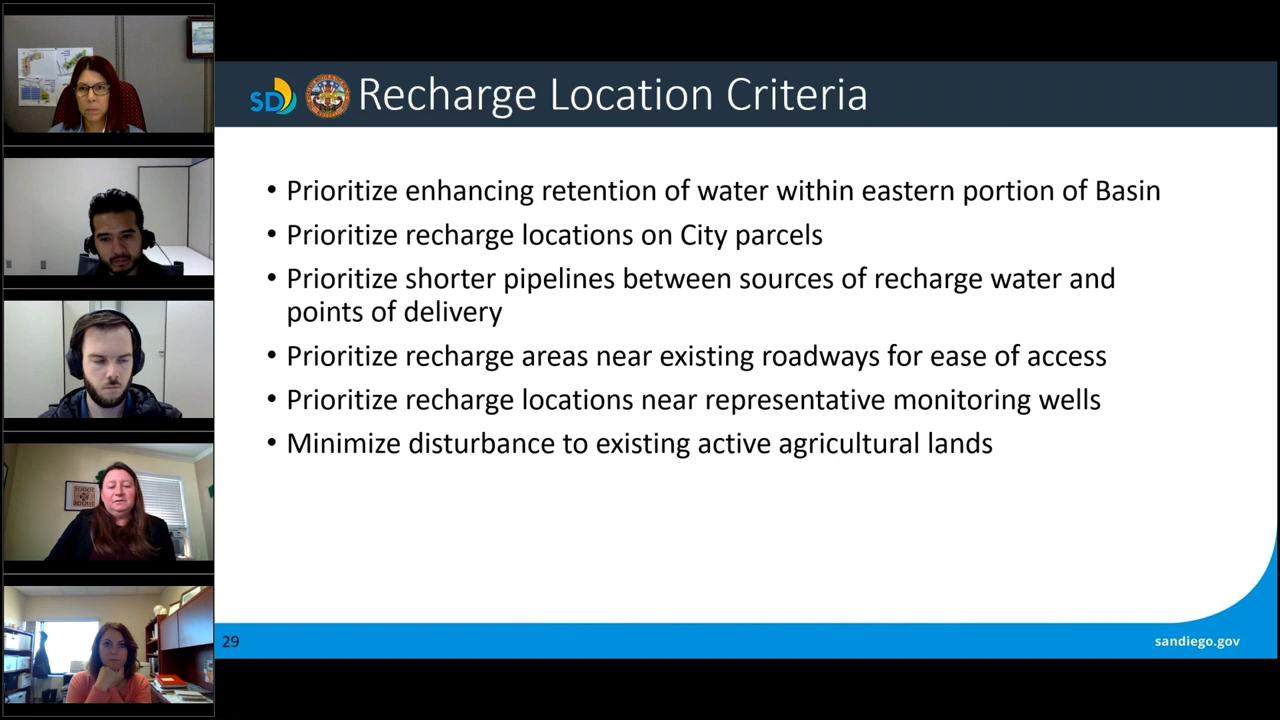 SD
Recharge Location Criteria
• Prioritize enhancing retention of water within eastern portion of Basin
• Prioritize recharge locations on City parcels
• Prioritize shorter pipelines between sources of recharge water and
points of delivery
• Prioritize recharge areas near existing roadways for ease of access
• Prioritize recharge locations near representative monitoring wells
• Minimize disturbance to existing active agricultural lands
29
sandiego.gov